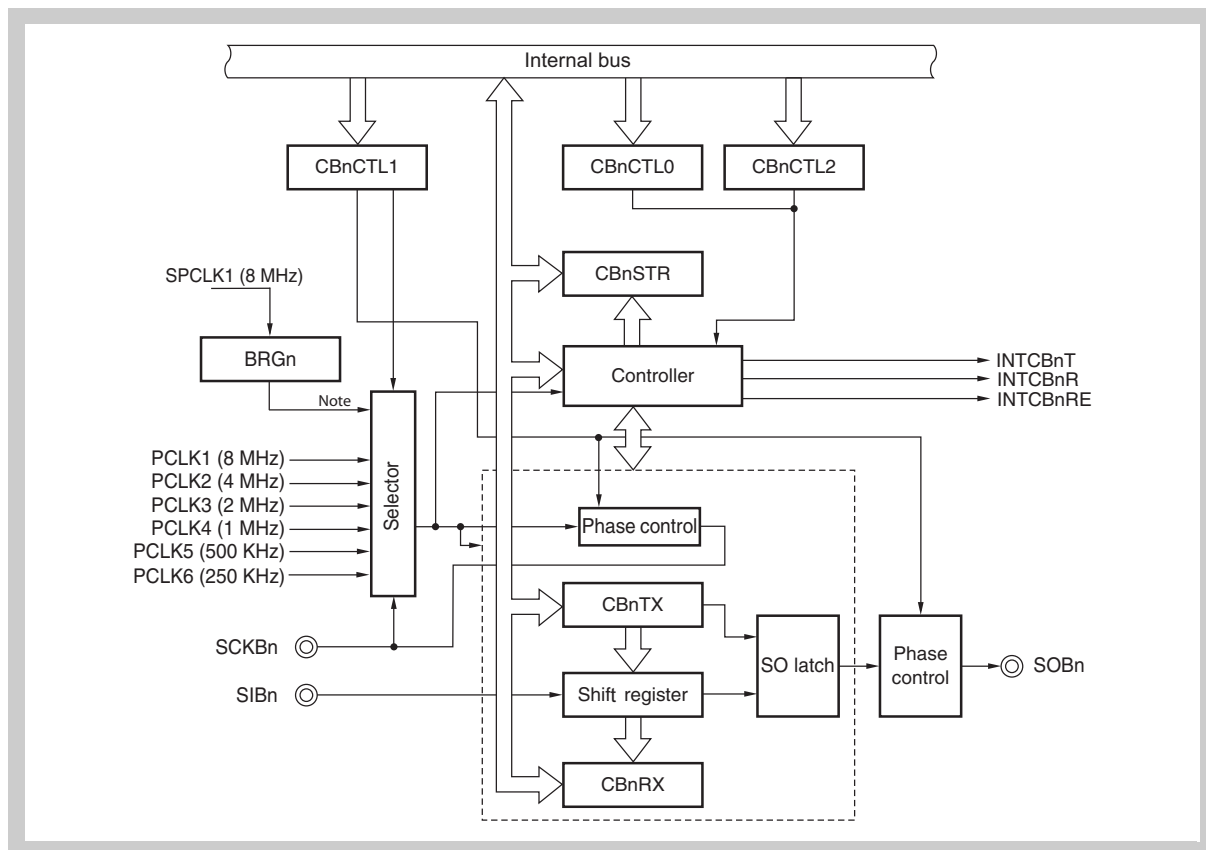 Internal bus
CBnCTL1
CBnCTL0
CBnCTL2
SPCLK1 (8 MHz)
CBnSTR
BRGn
Controller
INTCBnT
INTCBnR
INTCBnRE
Note
PCLK1 (8 MHz)
PCLK2 (4 MHz)
PCLK3 (2 MHz)
PCLK4 (1 MHz)
PCLK5 (500 KHz)
PCLK6 (250 KHz)
Selector
Phase control
CBnTX
SCKBn
SO latch
Phase
control
SOBn
SIBn
Shift register
CBnRX